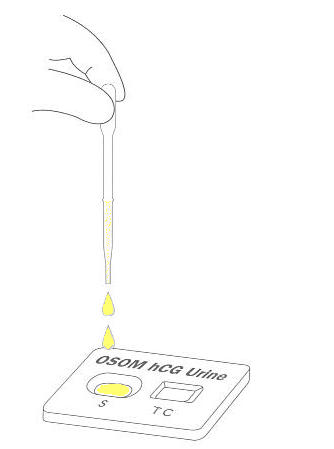 OSOM hCG Urine
S
T C